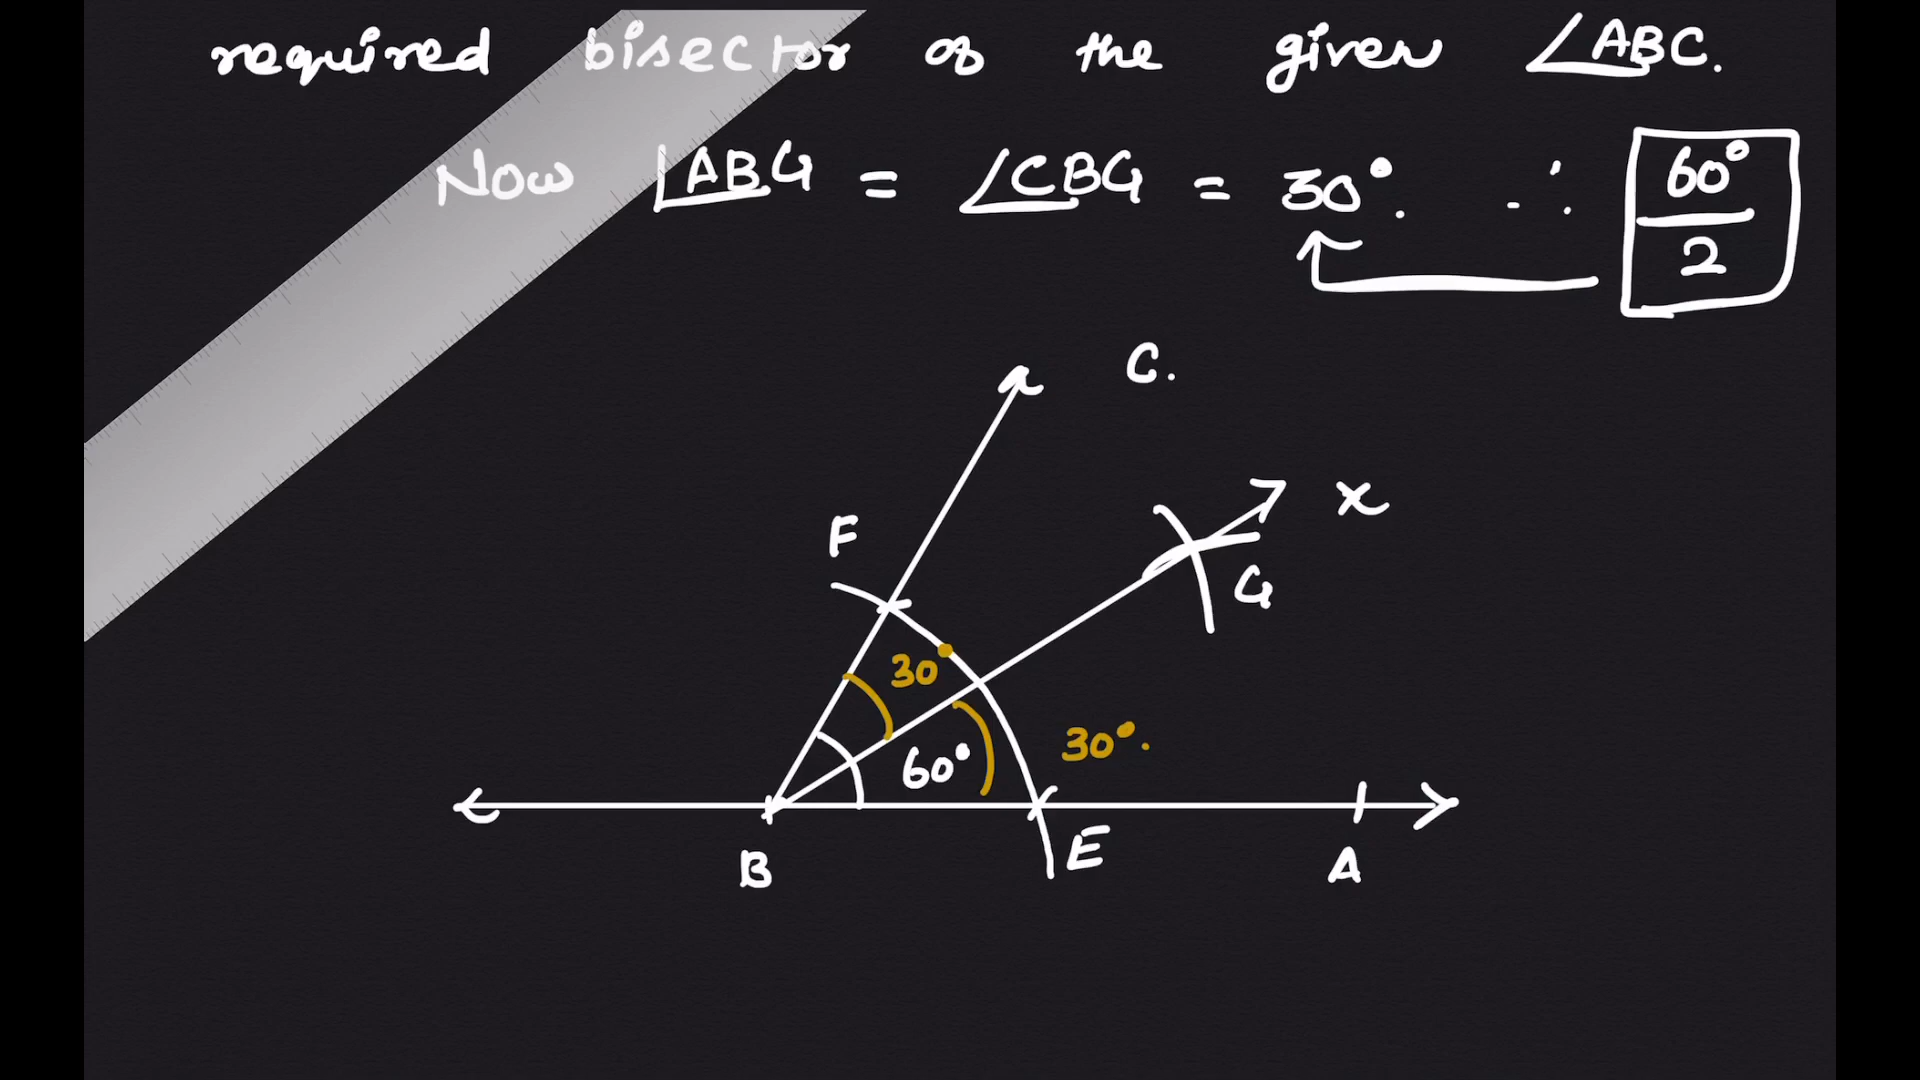 required bisector of the given ∠ABC.
Now ∠ABG = ∠CBG = 30°. ∴ 60°/2
C.
x
F
G
30
30°.
60°
B
E
A